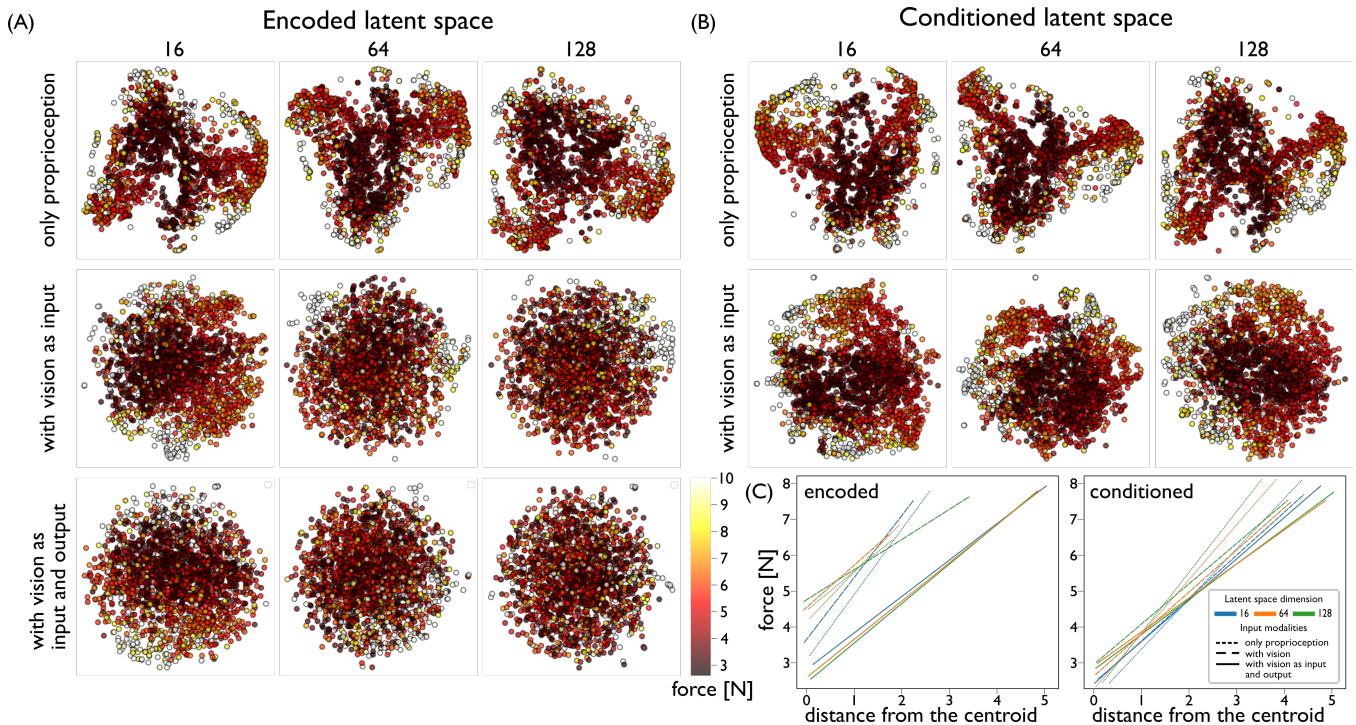 (A)
Encoded latent space
16
64
128
only proprioception
with vision as input
with vision as
input and output
10
9
8
7
6
5
4
3
force [N]
(B)
Conditioned latent space
16
64
128
only proprioception
with vision as input
(C)
encoded
8
7
6
5
4
3
force [N]
0
1
2
3
4
5
distance from the centroid
conditioned
8
7
6
5
4
3
0
1
2
3
4
5
distance from the centroid
Latent space dimension
16
64
128
Input modalities
only proprioception
with vision
with vision as input
and output